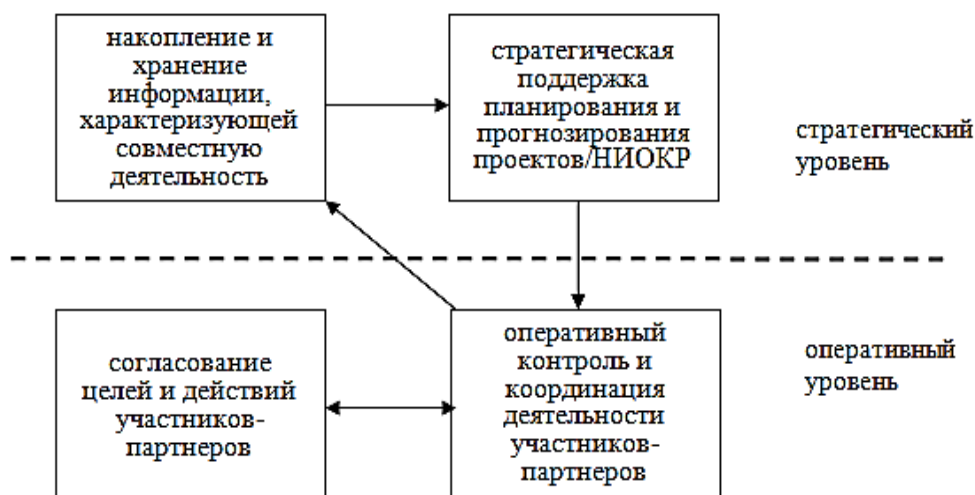 накопление и
хранение
информации,
характеризующей
совместную
деятельность
стратегическая
поддержка
планирования и
прогнозирования
проектов/НИОКР
стратегический
уровень
согласование
целей и действий
участников-
партнеров
оперативный
контроль и
координация
деятельности
участников-
партнеров
оперативный
уровень